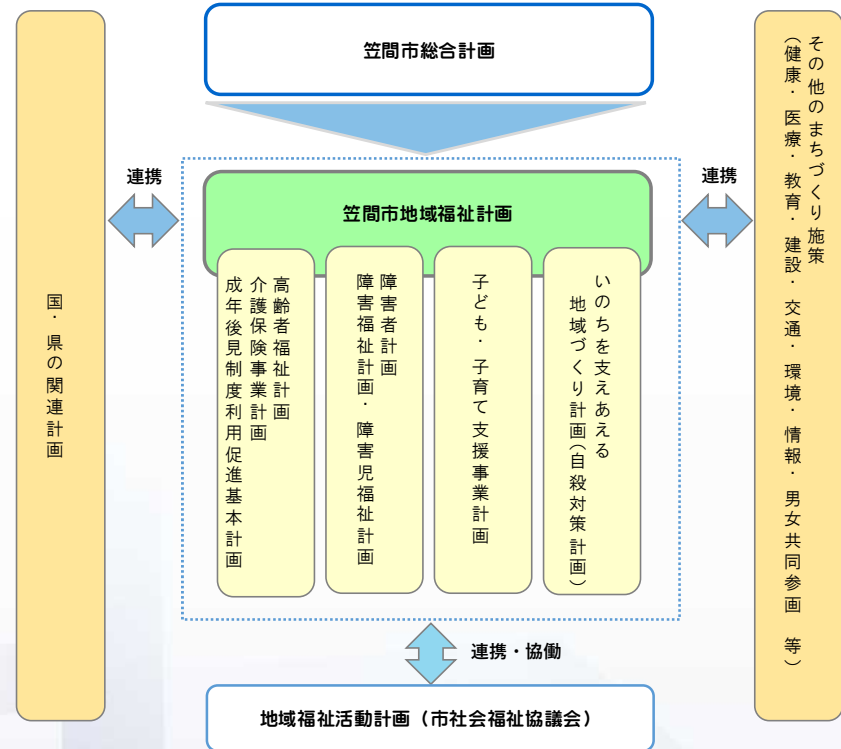 笠間市総合計画
連携
連携
笠間市地域福祉計画
国・県の関連計画
高齢者福祉計画
介護保険事業計画
成年後見制度利用促進基本計画
障害者計画
障害福祉計画・障害児福祉計画
子ども・子育て支援事業計画
いのちを支えあえる
地域づくり計画(自殺対策計画)
その他のまちづくり施策
(健康・医療・教育・建設・交通・環境・情報・男女共同参画 等)
連携・協働
地域福祉活動計画(市社会福祉協議会)